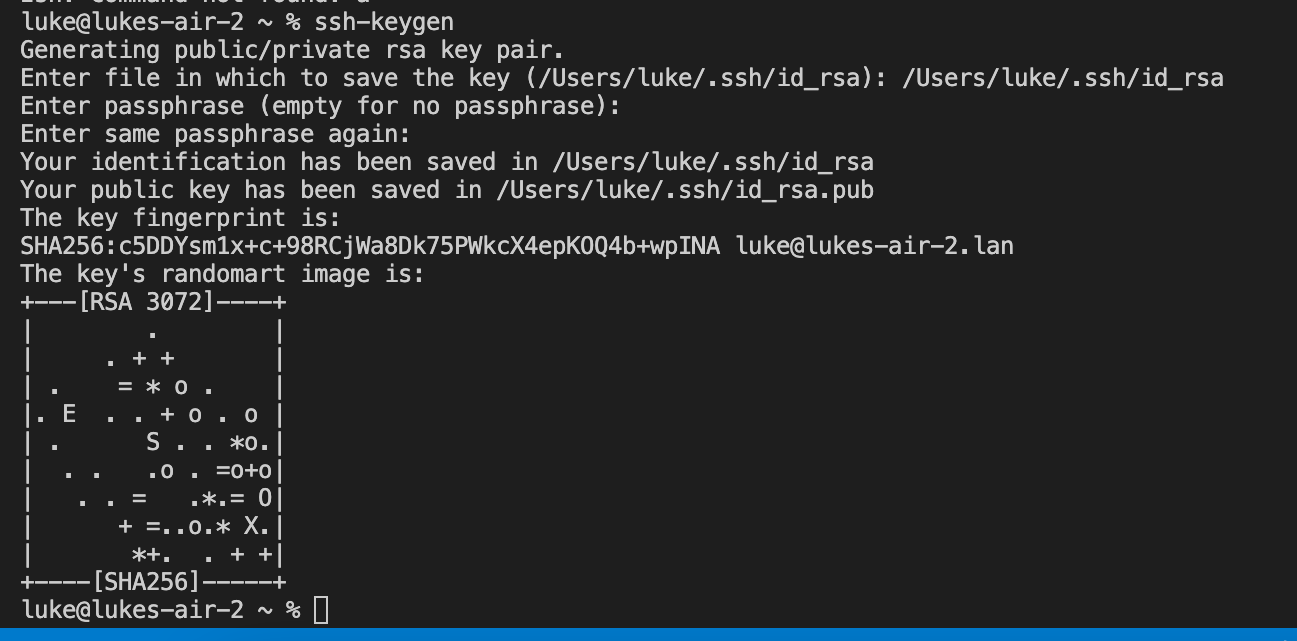 luke@lukes-air-2 ~ % ssh-keygen
Generating public/private rsa key pair.
Enter file in which to save the key (/Users/luke/.ssh/id_rsa): /Users/luke/.ssh/id_rsa
Enter passphrase (empty for no passphrase):
Enter same passphrase again:
Your identification has been saved in /Users/luke/.ssh/id_rsa
Your public key has been saved in /Users/luke/.ssh/id_rsa.pub
The key fingerprint is:
SHA256:c5DDYsm1x+c+98RCjWa8Dk75PWkcX4epKOQ4b+wpINA luke@lukes-air-2.lan
The key's randomart image is:
+---[RSA 3072]----+
|        .        |
|     . + +       |
| .    = * o .    |
|. E  . . + o . o |
| .      S . . *o.|
|  . .   .o . =o+o|
|   . . =   .*.= O|
|      + =..o.* X.|
|       *+.  . + +|
+----[SHA256]-----+
luke@lukes-air-2 ~ %